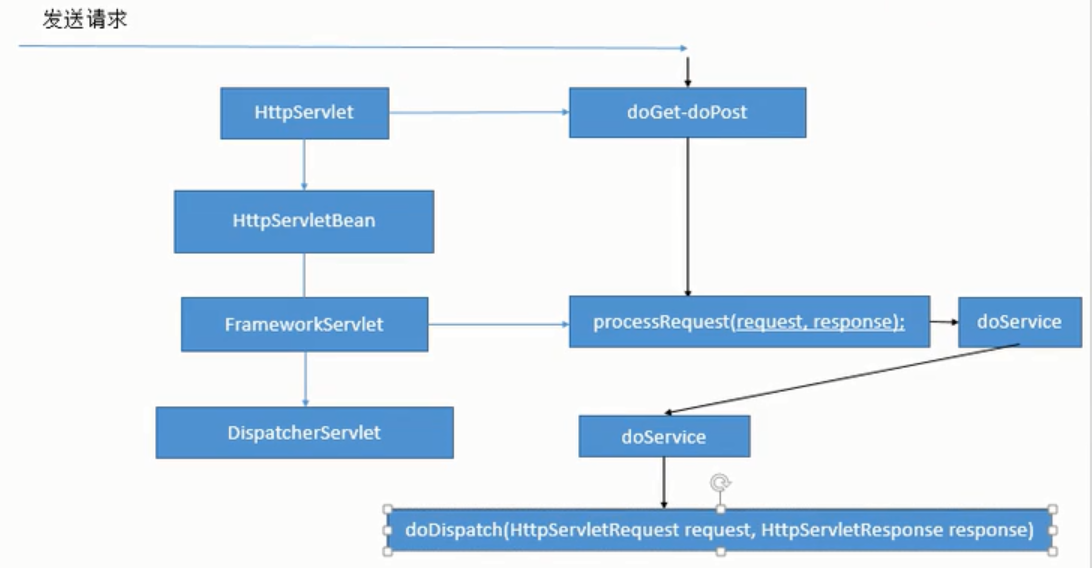 发送请求
HttpServlet
doGet-doPost
HttpServletBean
FrameworkServlet
processRequest(request, response);
doService
DispatcherServlet
doService
doDispatch(HttpServletRequest request, HttpServletResponse response)